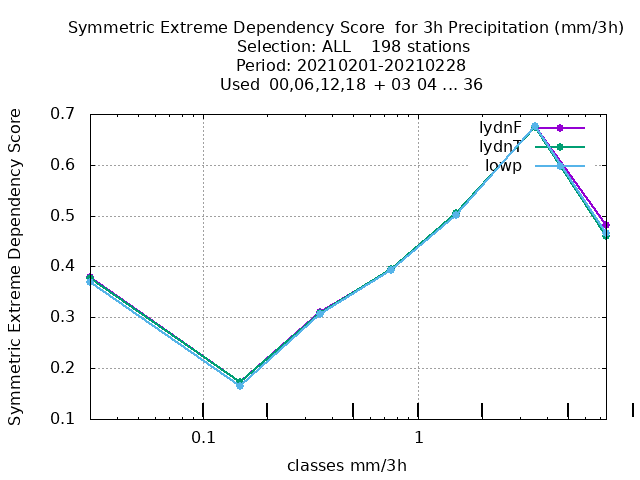 Symmetric Extreme Dependency Score  for 3h Precipitation (mm/3h)
Selection: ALL    198 stations
Period: 20210201-20210228
Used  00,06,12,18  + 03 04 ... 36
Symmetric Extreme Dependency Score
0.7
0.6
0.5
0.4
0.3
0.2
0.1
lydnF
lydnT
lowp
0.1
1
classes mm/3h